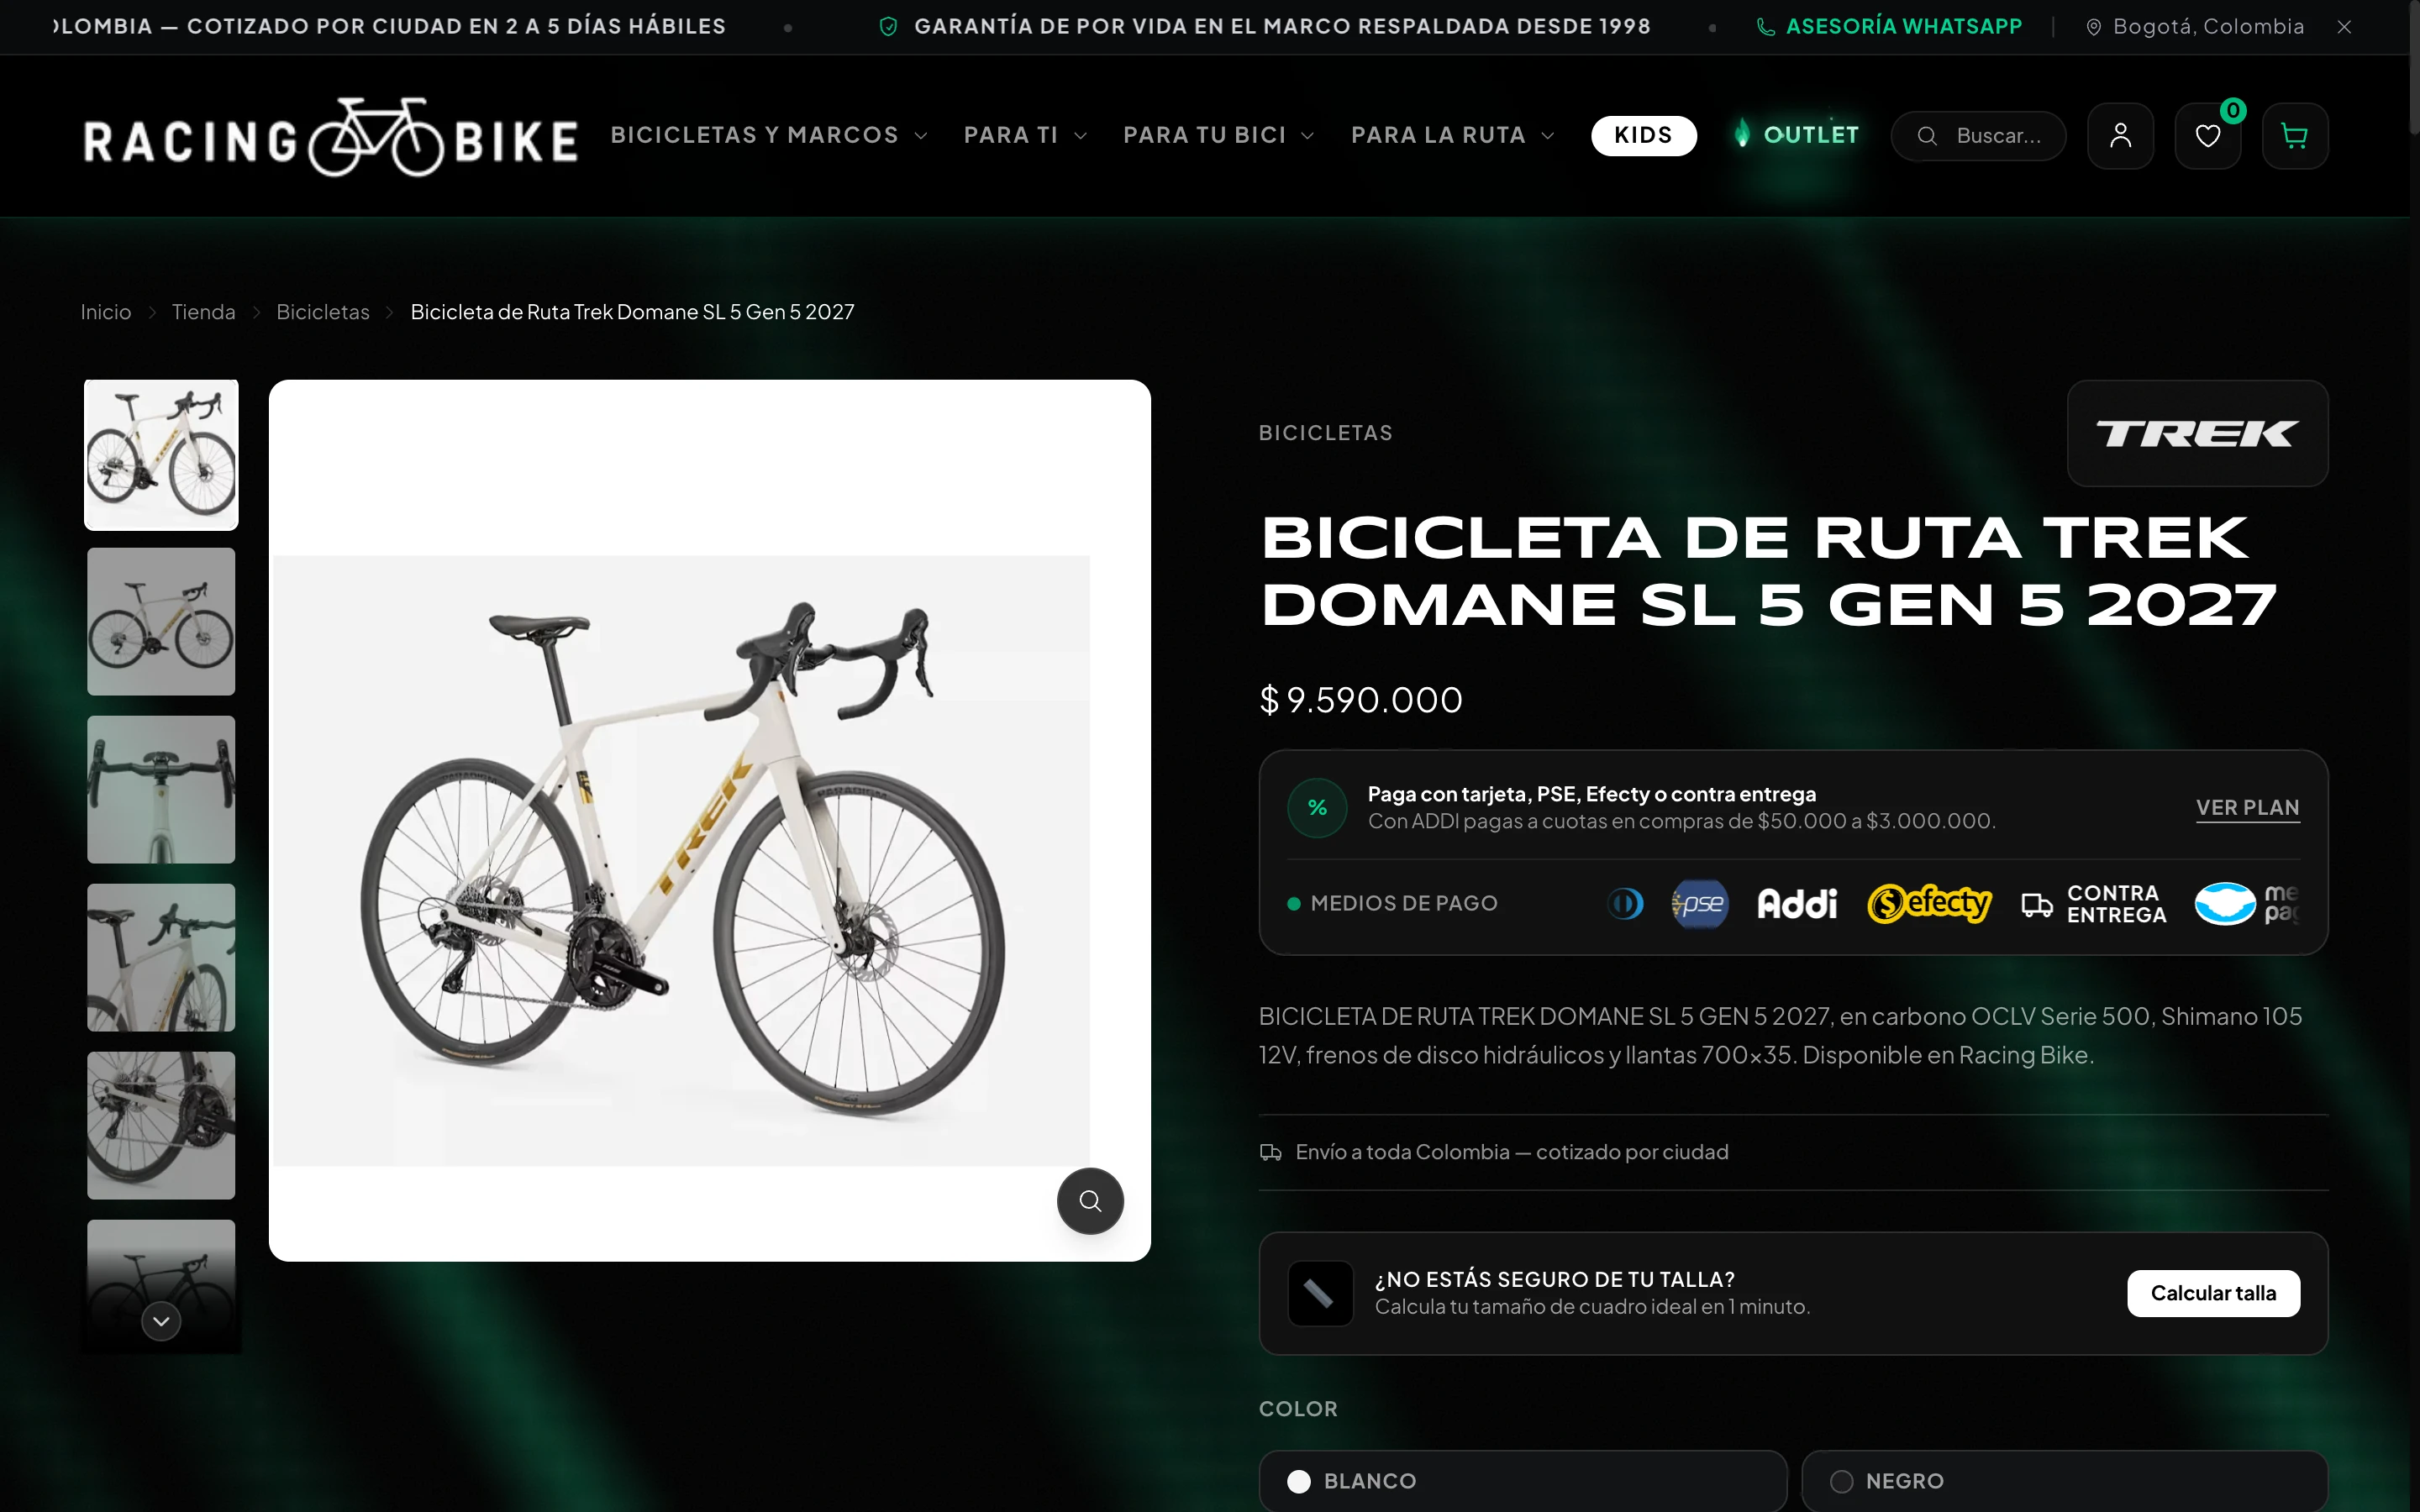 COLOMBIA — COTIZADO POR CIUDAD EN 2 A 5 DÍAS HÁBILES
GARANTÍA DE POR VIDA EN EL MARCO RESPALDADA DESDE 1998
ASESORÍA WHATSAPP
Bogotá, Colombia
RACING BIKE
BICICLETAS Y MARCOS
PARA TI
PARA TU BICI
PARA LA RUTA
KIDS
OUTLET
Buscar...
0
Inicio
Tienda
Bicicletas
Bicicleta de Ruta Trek Domane SL 5 Gen 5 2027
BICICLETAS
TREK
BICICLETA DE RUTA TREK
DOMANE SL 5 GEN 5 2027
$ 9.590.000
TREK
% Paga con tarjeta, PSE, Efecty o contra entrega
Con ADDI pagas a cuotas en compras de $50.000 a $3.000.000.
VER PLAN
MEDIOS DE PAGO
pse
Addi
$efecty
CONTRA
ENTREGA
me
pag
BICICLETA DE RUTA TREK DOMANE SL 5 GEN 5 2027, en carbono OCLV Serie 500, Shimano 105
12V, frenos de disco hidráulicos y llantas 700×35. Disponible en Racing Bike.
Envío a toda Colombia — cotizado por ciudad
¿NO ESTÁS SEGURO DE TU TALLA?
Calcula tu tamaño de cuadro ideal en 1 minuto.
Calcular talla
COLOR
BLANCO
NEGRO